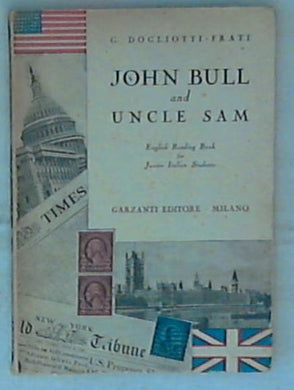 G. DOGLIOTTI-FRATI
JOHN BULL
and
UNCLE SAM
English Reading Book
for
Junior Italian Students
GARZANTI EDITORE - MILANO
TIMES
NEW YORK
ld Tribune